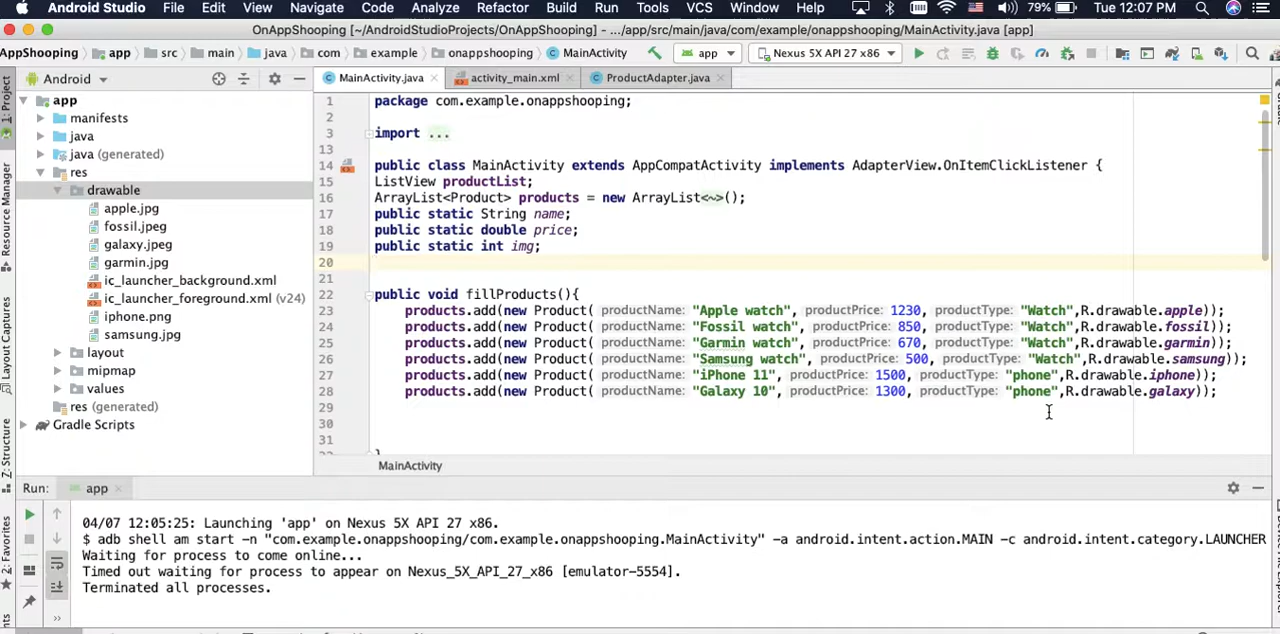 Android Studio File Edit View Navigate Code Analyze Refactor Build Run Tools VCS Window Help 79% Tue 12:07 PM
OnAppShooping [~/AndroidStudioProjects/OnAppShooping] - .../app/src/main/java/com/example/onappshooping/MainActivity.java [app]
AppShooping app src main java com example onappshooping MainActivity app Nexus 5X API 27 x86
1: Project
Resource Manager
Layout Captures
Z: Structure
2: Favorites
Android
app
manifests
java
java (generated)
res
drawable
apple.jpg
fossil.jpeg
galaxy.jpeg
garmin.jpg
ic_launcher_background.xml
ic_launcher_foreground.xml (v24)
iphone.png
samsung.jpg
layout
mipmap
values
res (generated)
Gradle Scripts
MainActivity.java activity_main.xml ProductAdapter.java
1 package com.example.onappshooping;
2
3 import ...
13
14 public class MainActivity extends AppCompatActivity implements AdapterView.OnItemClickListener {
15 ListView productList;
16 ArrayList<Product> products = new ArrayList<~>();
17 public static String name;
18 public static double price;
19 public static int img;
20
21
22 public void fillProducts(){
23 products.add(new Product( productName: "Apple watch", productPrice: 1230, productType: "Watch",R.drawable.apple));
24 products.add(new Product( productName: "Fossil watch", productPrice: 850, productType: "Watch",R.drawable.fossil));
25 products.add(new Product( productName: "Garmin watch", productPrice: 670, productType: "Watch",R.drawable.garmin));
26 products.add(new Product( productName: "Samsung watch", productPrice: 500, productType: "Watch",R.drawable.samsung));
27 products.add(new Product( productName: "iPhone 11", productPrice: 1500, productType: "phone",R.drawable.iphone));
28 products.add(new Product( productName: "Galaxy 10", productPrice: 1300, productType: "phone",R.drawable.galaxy));
29
30
31
MainActivity
Run: app
04/07 12:05:25: Launching 'app' on Nexus 5X API 27 x86.
$ adb shell am start -n "com.example.onappshooping/com.example.onappshooping.MainActivity" -a android.intent.action.MAIN -c android.intent.category.LAUNCHER
Waiting for process to come online...
Timed out waiting for process to appear on Nexus_5X_API_27_x86 [emulator-5554].
Terminated all processes.